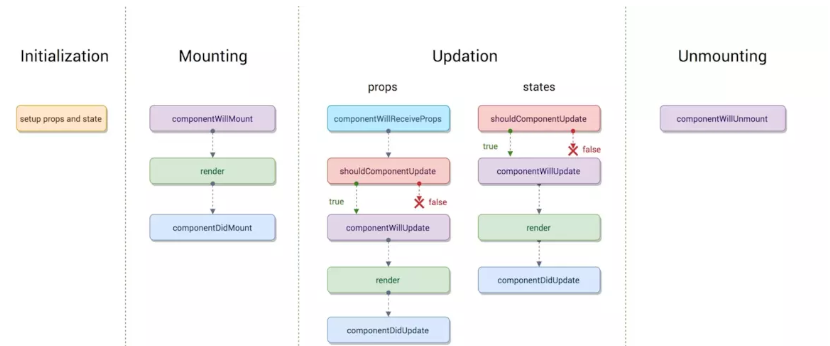 Initialization
Mounting
Updation
Unmounting
props
states
setup props and state
componentWillMount
render
componentDidMount
componentWillReceiveProps
shouldComponentUpdate
true
false
componentWillUpdate
render
componentDidUpdate
shouldComponentUpdate
true
false
componentWillUpdate
render
componentDidUpdate
componentWillUnmount